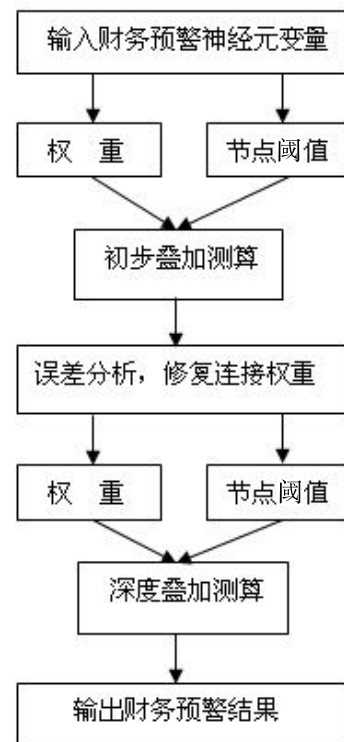 输入财务预警神经元变量
权 重
节点阈值
初步叠加测算
误差分析，修复连接权重
权 重
节点阈值
深度叠加测算
输出财务预警结果